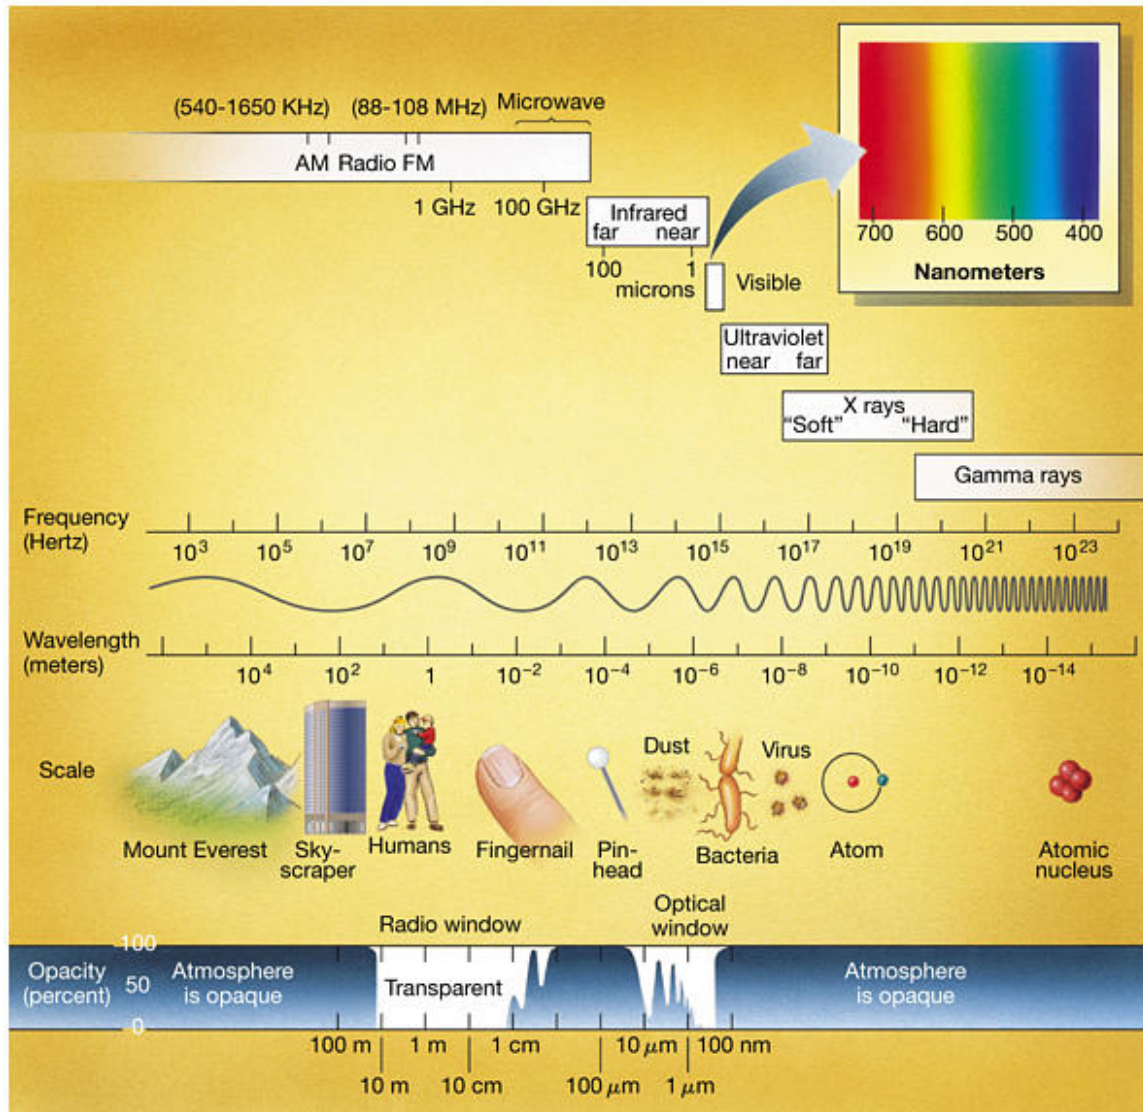 (540-1650 KHz) (88-108 MHz) Microwave
AM Radio FM
1 GHz 100 GHz
Infrared
far near
100 1
microns
Visible
700 600 500 400
Nanometers
Ultraviolet
near far
X rays
“Soft” “Hard”
Gamma rays
Frequency
(Hertz)
10³ 10⁵ 10⁷ 10⁹ 10¹¹ 10¹³ 10¹⁵ 10¹⁷ 10¹⁹ 10²¹ 10²³
Wavelength
(meters)
10⁴ 10² 1 10⁻² 10⁻⁴ 10⁻⁶ 10⁻⁸ 10⁻¹⁰ 10⁻¹² 10⁻¹⁴
Scale
Mount Everest
Sky-
scraper
Humans
Fingernail
Pin-
head
Dust
Bacteria
Virus
Atom
Atomic
nucleus
Radio window
Optical
window
Opacity
(percent)
100
50
0
Atmosphere
is opaque
Transparent
Atmosphere
is opaque
100 m 1 m 1 cm 10 μm 100 nm
10 m 10 cm 100 μm 1 μm